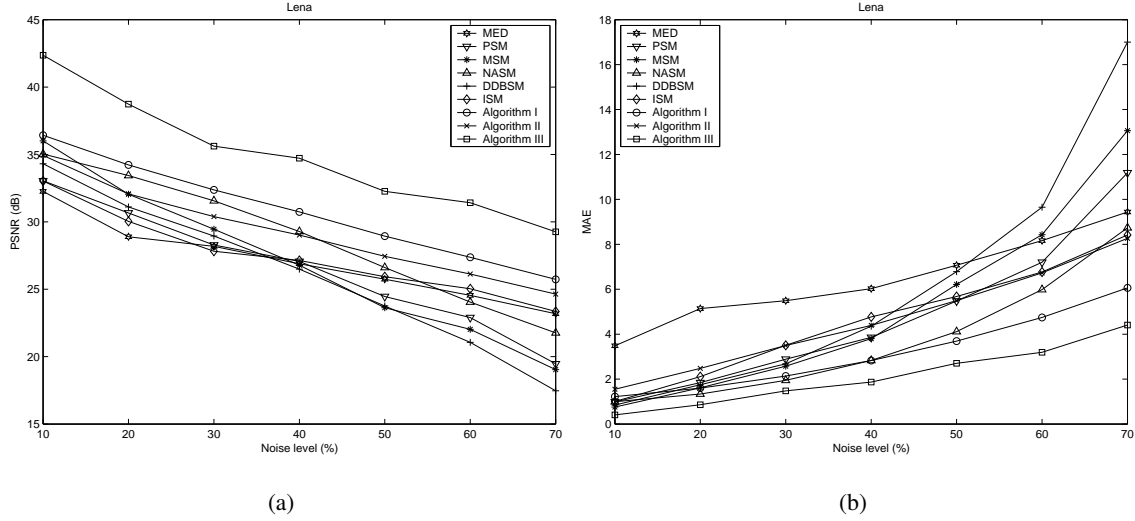 Lena
45
40
35
30
25
20
15
PSNR (dB)
10 20 30 40 50 60 70
Noise level (%)
MED
PSM
MSM
NASM
DDBSM
ISM
Algorithm I
Algorithm II
Algorithm III
(a)
Lena
18
16
14
12
10
8
6
4
2
0
MAE
10 20 30 40 50 60 70
Noise level (%)
MED
PSM
MSM
NASM
DDBSM
ISM
Algorithm I
Algorithm II
Algorithm III
(b)